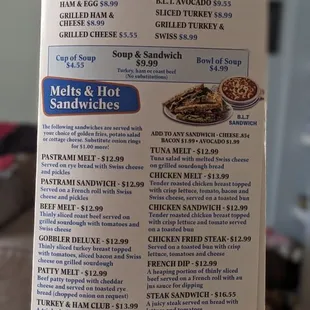 HAM & EGG $8.99
GRILLED HAM &
CHEESE $8.99
GRILLED CHEESE $5.55
B.L.T. AVOCADO $9.55
SLICED TURKEY $8.99
GRILLED TURKEY &
SWISS $8.99
Cup of Soup
$4.55
Soup & Sandwich
$9.99
Turkey, ham or roast beef
(No substitutions)
Bowl of Soup
$4.99
Melts & Hot
Sandwiches
B.L.T
SANDWICH
The following sandwiches are served with
your choice of golden fries, potato salad
or cottage cheese. Substitute onion rings
for $1.00 more!
PASTRAMI MELT - $12.99
Served on rye bread with Swiss cheese
and pickles
PASTRAMI SANDWICH - $12.99
Served on a French roll with Swiss
cheese and pickles
BEEF MELT - $12.99
Thinly sliced roast beef served on
grilled sourdough with tomatoes and
Swiss cheese
GOBBLER DELUXE - $12.99
Thinly sliced turkey breast topped
with tomatoes, sliced bacon and
Swiss cheese on grilled sourdough
PATTY MELT - $12.99
Beef patty topped with cheddar
cheese and served on toasted rye
bread (chopped onion on request)
TURKEY & HAM CLUB - $13.99
ADD TO ANY SANDWICH - CHEESE .85¢
BACON $1.99 • AVOCADO $1.99
TUNA MELT - $12.99
Tuna salad with melted Swiss cheese
on grilled sourdough
CHICKEN MELT - $13.99
Tender roasted chicken breast topped
with crisp lettuce, tomato, bacon and
Swiss cheese, served on a toasted bun
CHICKEN SANDWICH - $12.99
Tender roasted chicken breast topped
with crisp lettuce, and tomato served
on a toasted bun
CHICKEN FRIED STEAK - $12.99
Served on a toasted bun with crisp
lettuce, tomatoes and cheese
FRENCH DIP - $12.99
A heaping portion of thinly sliced
beef served on a French roll with au
jus sauce for dipping
STEAK SANDWICH - $16.55
A juicy steak served on bread with